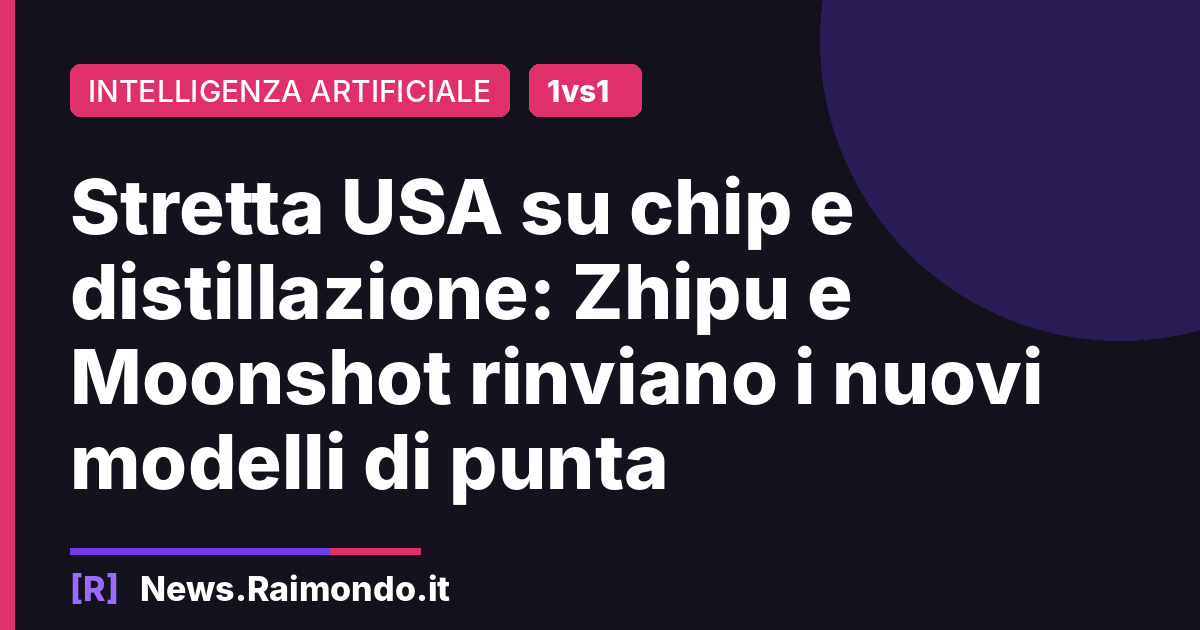 INTELLIGENZA ARTIFICIALE 1vs1
Stretta USA su chip e
distillazione: Zhipu e
Moonshot rinviano i nuovi
modelli di punta
[R] News.Raimondo.it